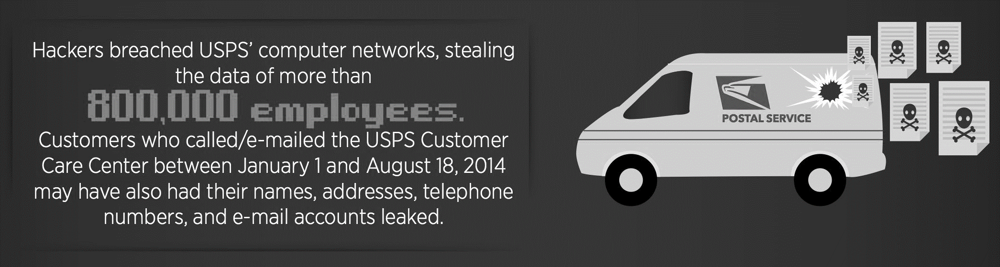 Hackers breached USPS’ computer networks, stealing
the data of more than
800,000 employees.
Customers who called/e-mailed the USPS Customer
Care Center between January 1 and August 18, 2014
may have also had their names, addresses, telephone
numbers, and e-mail accounts leaked.
POSTAL SERVICE